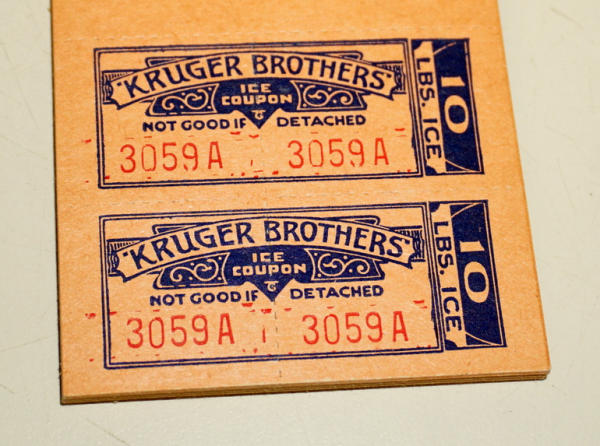 "KRUGER BROTHERS"
ICE
COUPON
NOT GOOD IF DETACHED
3059A 3059A
10
LBS. ICE
"KRUGER BROTHERS"
ICE
COUPON
NOT GOOD IF DETACHED
3059A 3059A
10
LBS. ICE